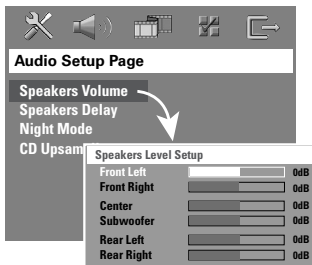 Audio Setup Page
Speakers Volume
Speakers Delay
Night Mode
CD Upsam
Speakers Level Setup
Front Left 0dB
Front Right 0dB
Center 0dB
Subwoofer 0dB
Rear Left 0dB
Rear Right 0dB